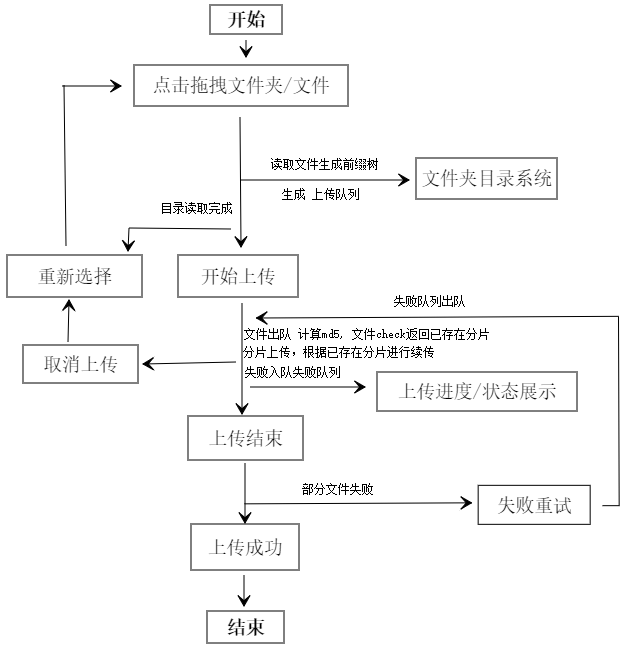 开始
点击拖拽文件夹/文件
读取文件生成前缀树
文件夹目录系统
生成 上传队列
目录读取完成
重新选择
开始上传
失败队列出队
文件出队 计算md5, 文件check返回已存在分片
分片上传，根据已存在分片进行续传
取消上传
失败入队失败队列
上传进度/状态展示
上传结束
部分文件失败
失败重试
上传成功
结束